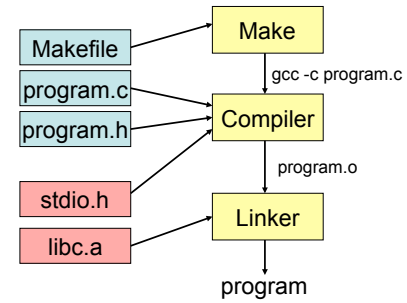 Makefile
Make
gcc -c program.c
program.c
program.h
Compiler
program.o
stdio.h
libc.a
Linker
program